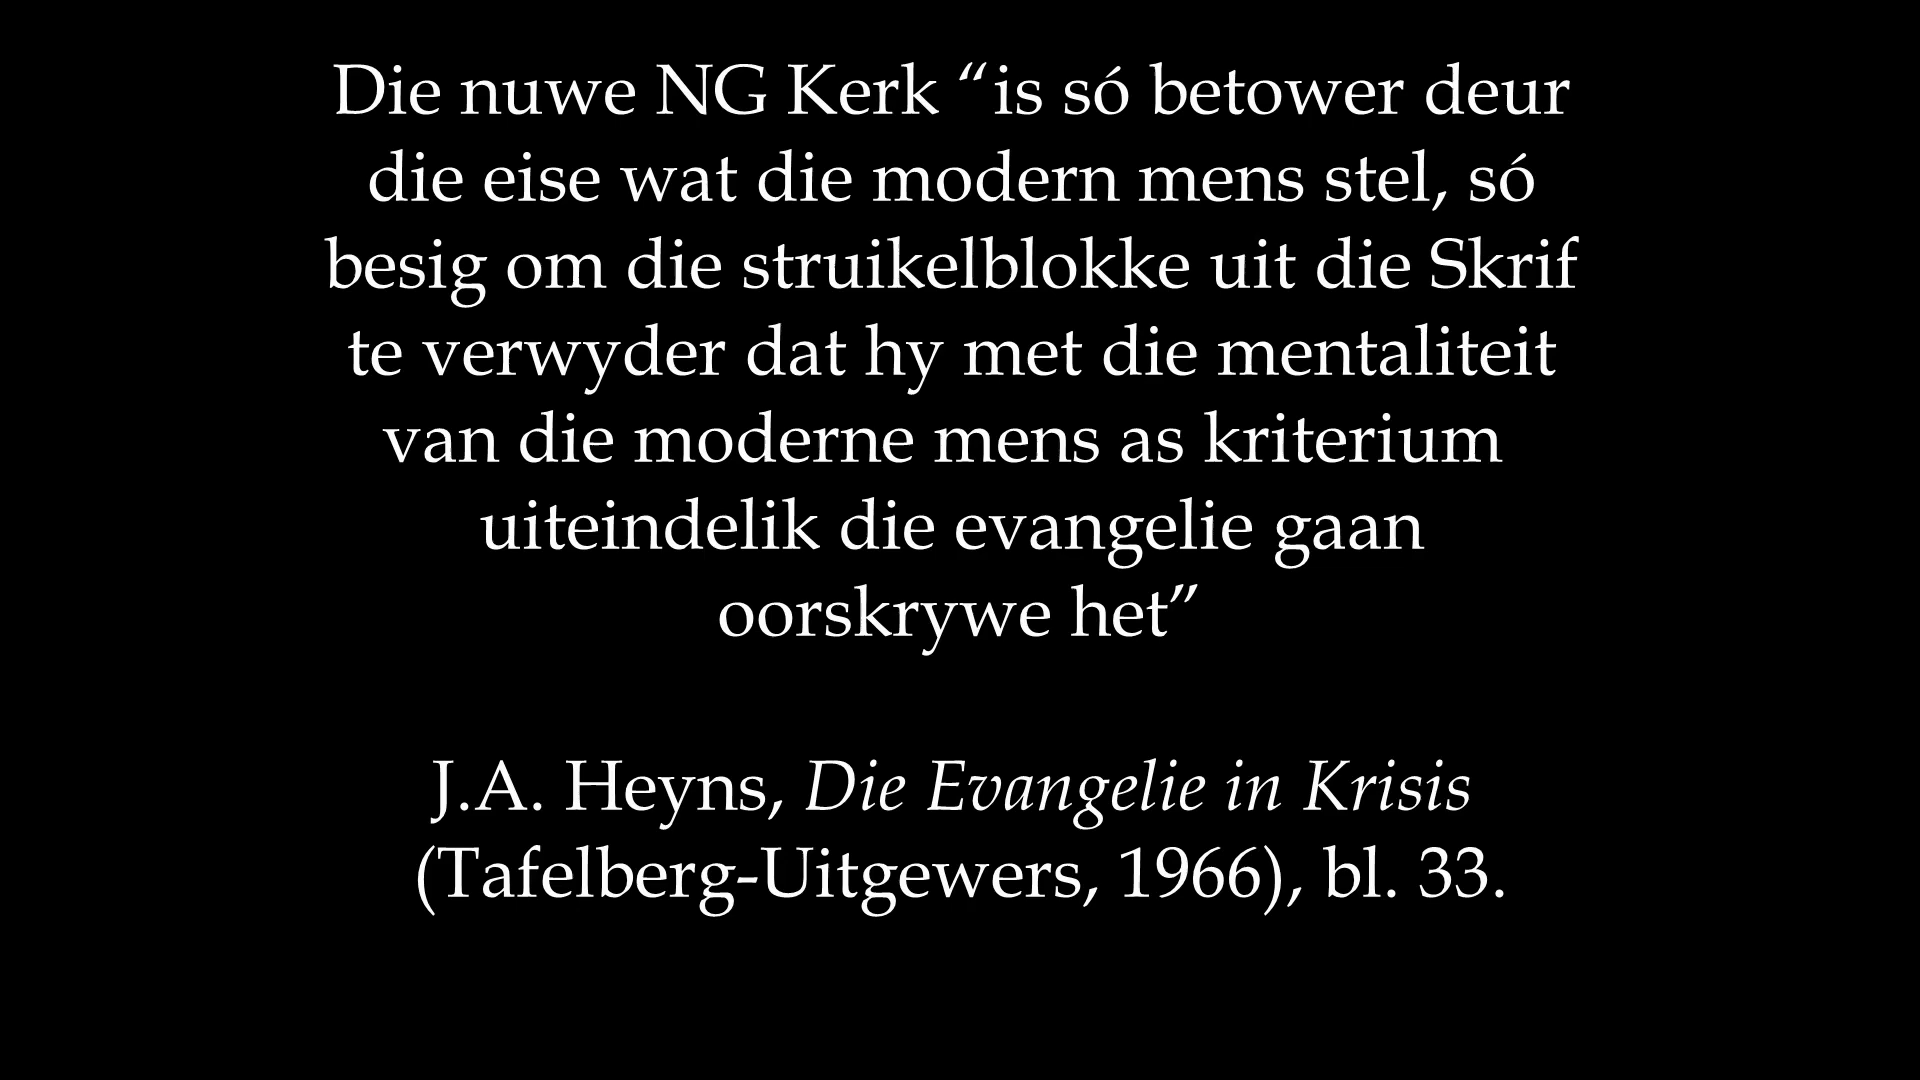 Die nuwe NG Kerk “is só betower deur
die eise wat die modern mens stel, só
besig om die struikelblokke uit die Skrif
te verwyder dat hy met die mentaliteit
van die moderne mens as kriterium
uiteindelik die evangelie gaan
oorskrywe het”
J.A. Heyns, Die Evangelie in Krisis
(Tafelberg-Uitgewers, 1966), bl. 33.